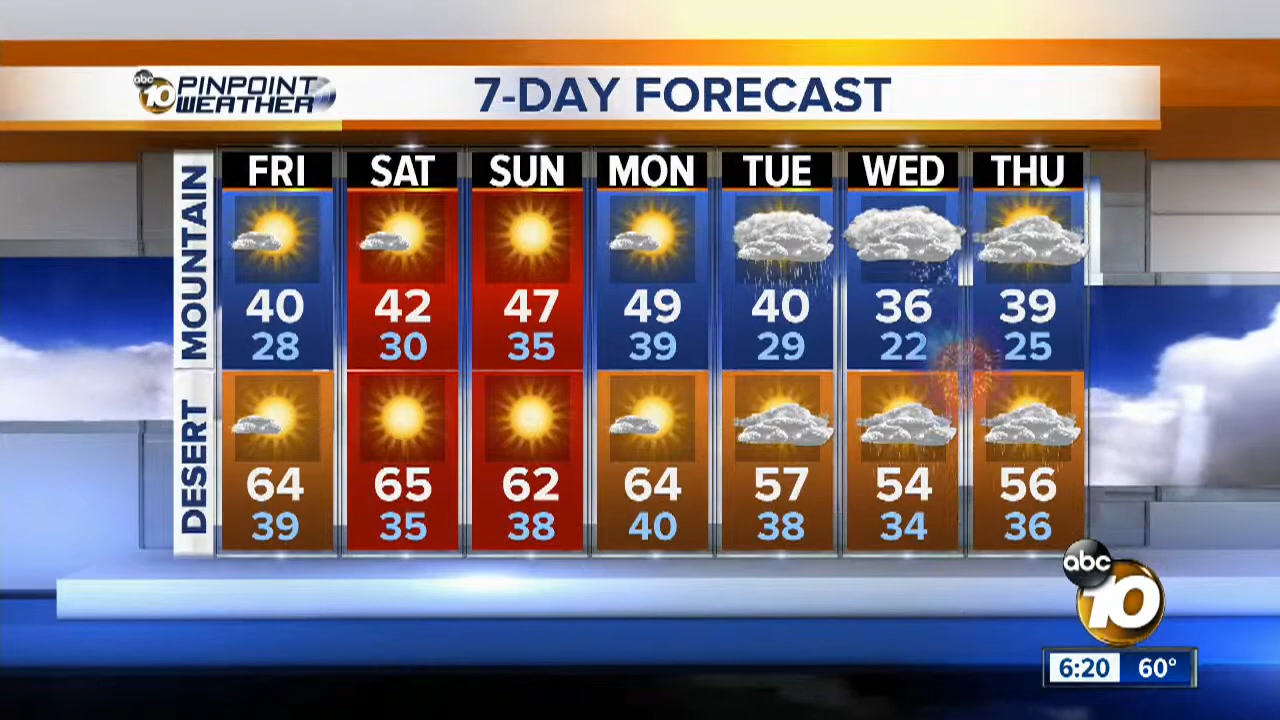 abc 10 PINPOINT WEATHER
7-DAY FORECAST
FRI SAT SUN MON TUE WED THU
MOUNTAIN
40 42 47 49 40 36 39
28 30 35 39 29 22 25
DESERT
64 65 62 64 57 54 56
39 35 38 40 38 34 36
abc
10
6:20 60°